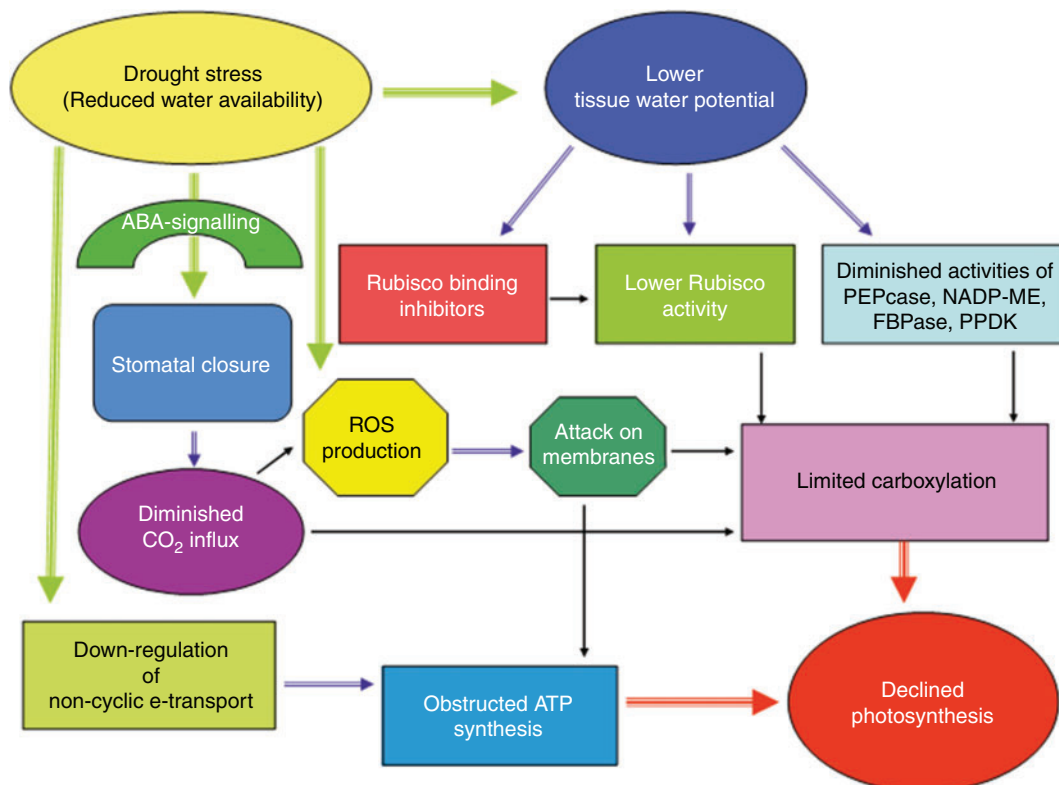 Drought stress
(Reduced water availability)
Lower
tissue water potential
ABA-signalling
Rubisco binding
inhibitors
Lower Rubisco
activity
Diminished activities of
PEPcase, NADP-ME,
FBPase, PPDK
Stomatal closure
ROS
production
Attack on
membranes
Limited carboxylation
Diminished
CO₂ influx
Down-regulation
of
non-cyclic e-transport
Obstructed ATP
synthesis
Declined
photosynthesis